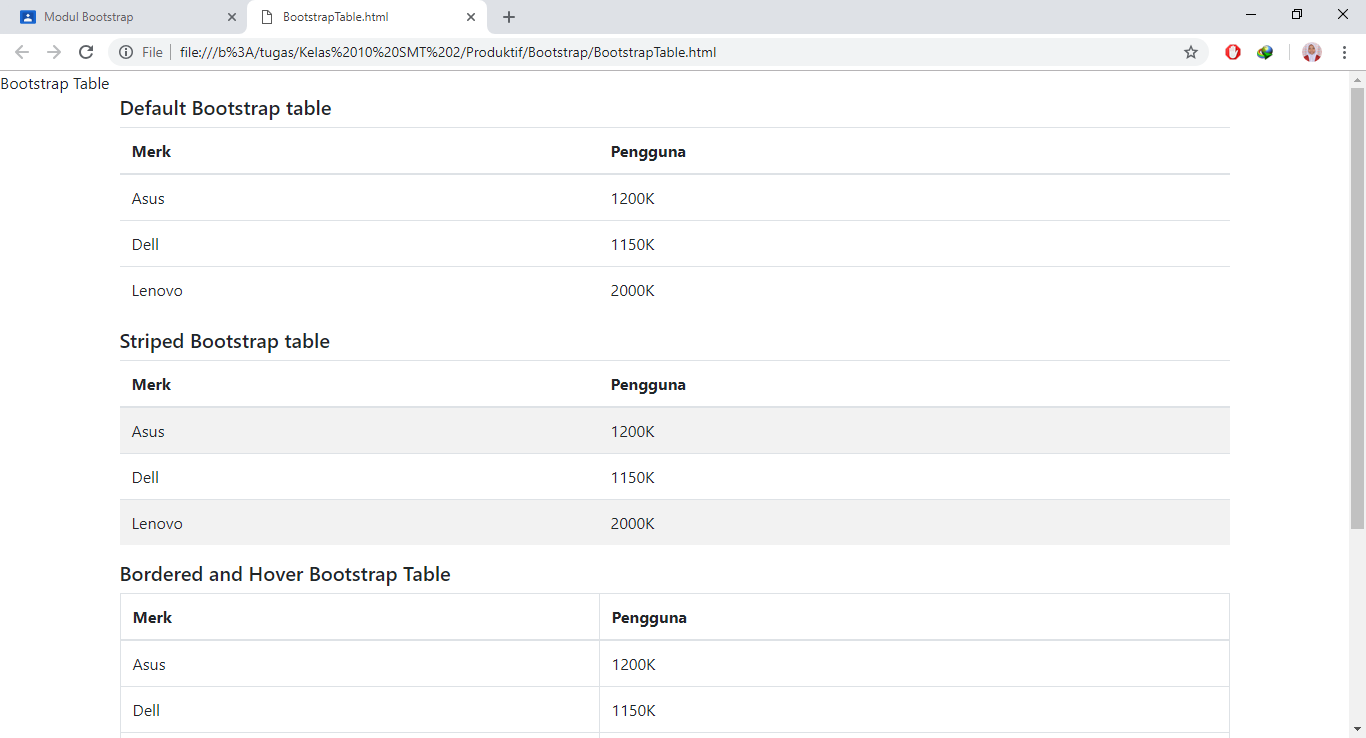 Modul Bootstrap
BootstrapTable.html
File
file:///b%3A/tugas/Kelas%2010%20SMT%202/Produktif/Bootstrap/BootstrapTable.html
Bootstrap Table
Default Bootstrap table
Merk Pengguna
Asus 1200K
Dell 1150K
Lenovo 2000K
Striped Bootstrap table
Merk Pengguna
Asus 1200K
Dell 1150K
Lenovo 2000K
Bordered and Hover Bootstrap Table
Merk Pengguna
Asus 1200K
Dell 1150K